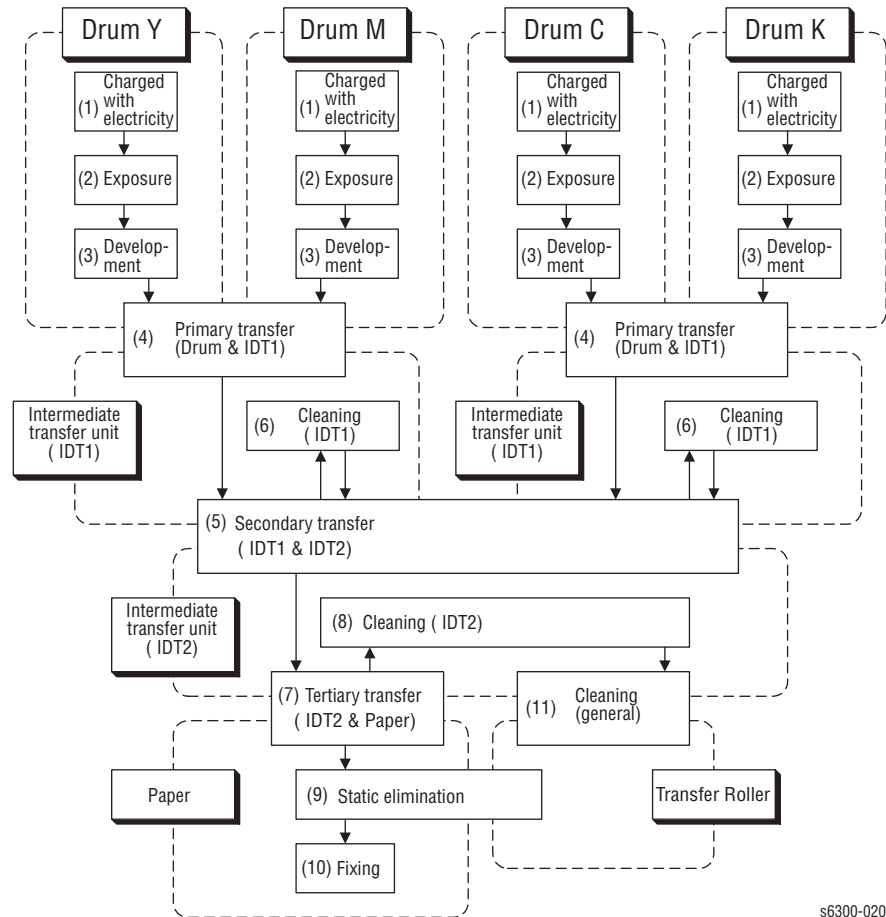 Drum Y
Drum M
Drum C
Drum K
(1) Charged with electricity
(1) Charged with electricity
(1) Charged with electricity
(1) Charged with electricity
(2) Exposure
(2) Exposure
(2) Exposure
(2) Exposure
(3) Develop-
ment
(3) Develop-
ment
(3) Develop-
ment
(3) Develop-
ment
(4) Primary transfer
(Drum & IDT1)
(4) Primary transfer
(Drum & IDT1)
Intermediate
transfer unit
( IDT1)
(6) Cleaning
( IDT1)
Intermediate
transfer unit
( IDT1)
(6) Cleaning
( IDT1)
(5) Secondary transfer
( IDT1 & IDT2)
Intermediate
transfer unit
( IDT2)
(8) Cleaning ( IDT2)
(7) Tertiary transfer
( IDT2 & Paper)
(11) Cleaning
(general)
Paper
(9) Static elimination
Transfer Roller
(10) Fixing
s6300-020